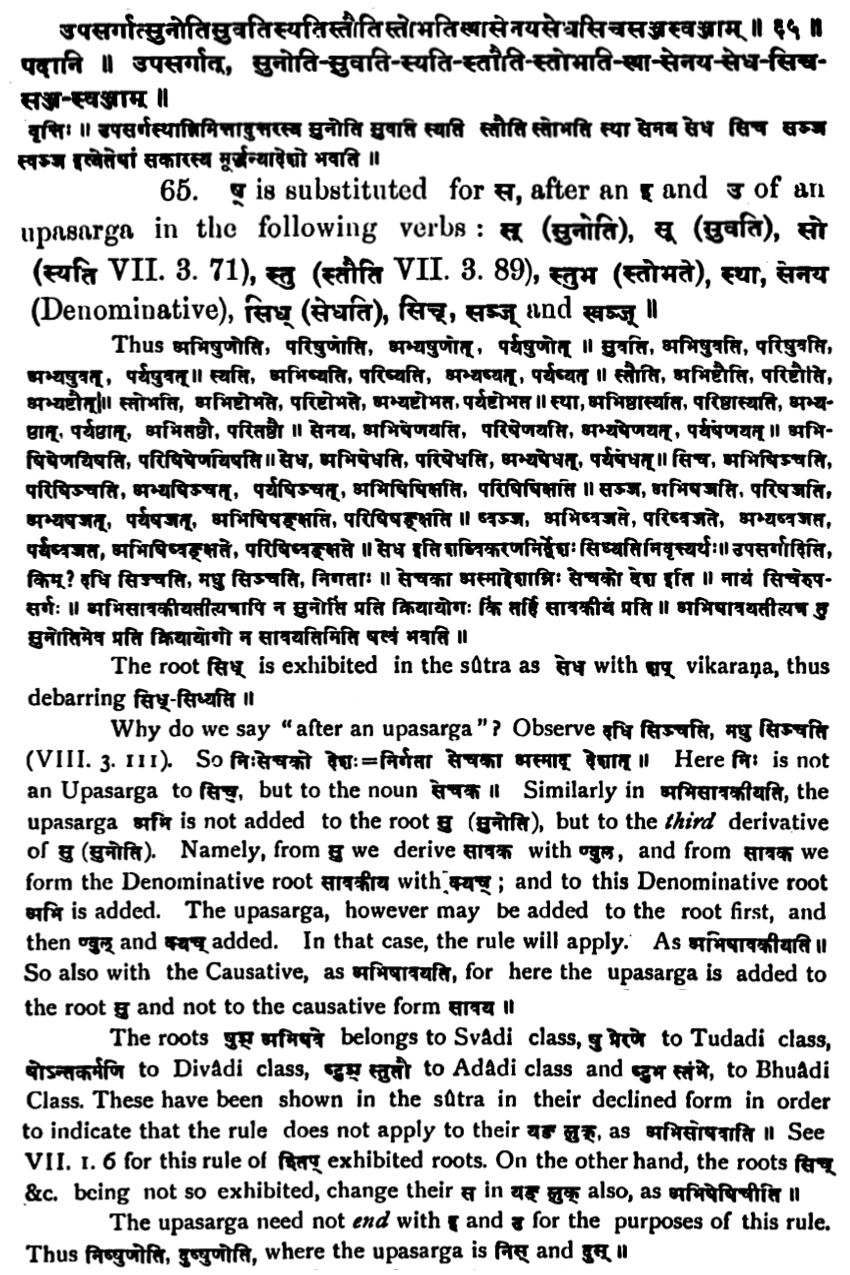 उपसर्गात्सुनोतिसुवतिस्यतिस्तौतिस्तोभतिस्थासेनयसेधसिचसञ्जस्वञ्जाम् ॥ ६५ ॥
पदानि ॥ उपसर्गात्, सुनोति-सुवाति-स्यति-स्तौति-स्तोभाति-स्था-सेनय-सेध-सिच-
सञ्ज-स्वञ्जाम् ॥
वृत्तिः ॥ उपसर्गस्थान्निमित्तादुत्तरस्य सुनोति सुवाति स्यति स्तौति स्तोभति स्था सेनय सेध सिच सञ्ज
स्वञ्ज इत्येतेषां सकारस्य मूर्द्धन्यादेशो भवति ॥
65. ष् is substituted for स, after an इ and उ of an
upasarga in the following verbs : सू (सुनोति), सू (सुवति), सो
(स्यति VII. 3. 71), स्तु (स्तौति VII. 3. 89), स्तुभ (स्तोभते), स्था, सेनय
(Denominative), सिध् (सेधति), सिच्, सञ्ज् and स्वञ्ज् ॥
Thus अभिषुणोति, परिषुणोति, अभ्यषुणोत्, पर्यषुणोत् ॥ सुवति, अभिषुवति, परिषुवति,
अभ्यषुवत्, पर्यषुवत् ॥ स्यति, अभिष्यति, परिष्यति, अभ्यष्यत्, पर्यष्यत् ॥ स्तौति, अभिष्टौति, परिष्टौति,
अभ्यष्टौत् ॥ स्तोभति, अभिष्टोभते, परिष्टोभते, अभ्यष्टोभत, पर्यष्टोभत ॥ स्था, अभिष्ठास्यति, परिष्ठास्यति, अभ्य-
ष्ठात्, पर्यष्ठात्, अभितष्ठौ, परितष्ठौ ॥ सेनय, अभिषेणयति, परिषेणयति, अभ्यषेणयत्, पर्यषेणयत् ॥ अभि-
षिषेणयिषति, परिषिषेणयिषति ॥ सेध, अभिषेधति, परिषेधति, अभ्यषेधत्, पर्यषेधत् ॥ सिच, अभिषिञ्चति,
परिषिञ्चति, अभ्यषिञ्चत्, पर्यषिञ्चत्, अभिषिषिक्षति, परिषिषिक्षति ॥ सञ्ज, अभिषजति, परिषजति,
अभ्यषजत्, पर्यषजत्, अभिषिषङ्क्षति, परिषिषङ्क्षति ॥ ष्वञ्ज, अभिष्वजते, परिष्वजते, अभ्यष्वजत,
पर्यष्वजत, अभिषिष्वङ्क्षते, परिषिष्वङ्क्षते ॥ सेध इति शब्विकरणनिर्द्देशः सिध्यतिनिवृत्त्यर्थः ॥ उपसर्गादिति,
किम्? दधि सिञ्चति, मधु सिञ्चति, निगताः ॥ सेचका अस्माद्देशान्निः सेचको देश इति ॥ नायं सिचेरुप-
सर्गः ॥ अभिसावकीयतीत्यत्रापि न सुनोतिं प्रति क्रियायोगः किं तर्हि सावकीयं प्रति ॥ अभिषावयतीत्यत्र तु
सुनोतिमेव प्रति क्रियायोगो न सावयतिमिति षत्वं भवति ॥
The root सिध् is exhibited in the sûtra as सेध with शप् vikaraṇa, thus
debarring सिध्-सिध्यति ॥
Why do we say "after an upasarga"? Observe दधि सिञ्चति, मधु सिञ्चति
(VIII. 3. 111). So निःसेचको देशः=निर्गता सेचका अस्माद् देशात् ॥ Here निः is not
an Upasarga to सिच्, but to the noun सेचक ॥ Similarly in अभिसावकीयति, the
upasarga अभि is not added to the root सु (सुनोति), but to the third derivative
of सु (सुनोति). Namely, from सु we derive सावक with ण्वुल, and from सावक we
form the Denominative root सावकीय with क्यच् ; and to this Denominative root
अभि is added. The upasarga, however may be added to the root first, and
then ण्वुल् and क्यच् added. In that case, the rule will apply. As अभिषावकीयति ॥
So also with the Causative, as अभिषावयति, for here the upasarga is added to
the root सु and not to the causative form सावय ॥
The roots षुञ् अभिषवे belongs to Svâdi class, षु प्रेरणे to Tudadi class,
षोऽन्तकर्मणि to Divâdi class, ष्टुञ् स्तुतौ to Adâdi class and ष्टुभ स्तंभे, to Bhuâdi
Class. These have been shown in the sûtra in their declined form in order
to indicate that the rule does not apply to their यङ लुक्, as अभिसोषवाति ॥ See
VII. 1. 6 for this rule of श्तिप् exhibited roots. On the other hand, the roots सिच्
&c. being not so exhibited, change their स in यङ् लुक् also, as अभिषेषिचीति ॥
The upasarga need not end with इ and उ for the purposes of this rule.
Thus निष्षुणोति, दुष्षुणोति, where the upasarga is निस् and दुस् ॥